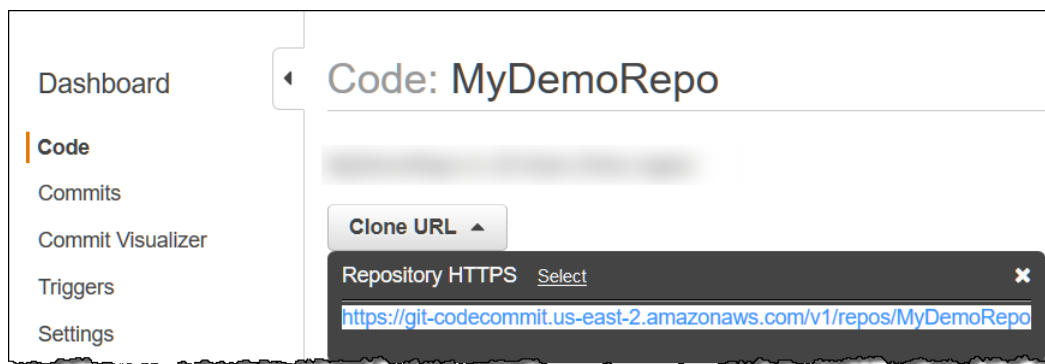 Dashboard
Code
Commits
Commit Visualizer
Triggers
Settings
Code: MyDemoRepo
Clone URL
Repository HTTPS Select
https://git-codecommit.us-east-2.amazonaws.com/v1/repos/MyDemoRepo